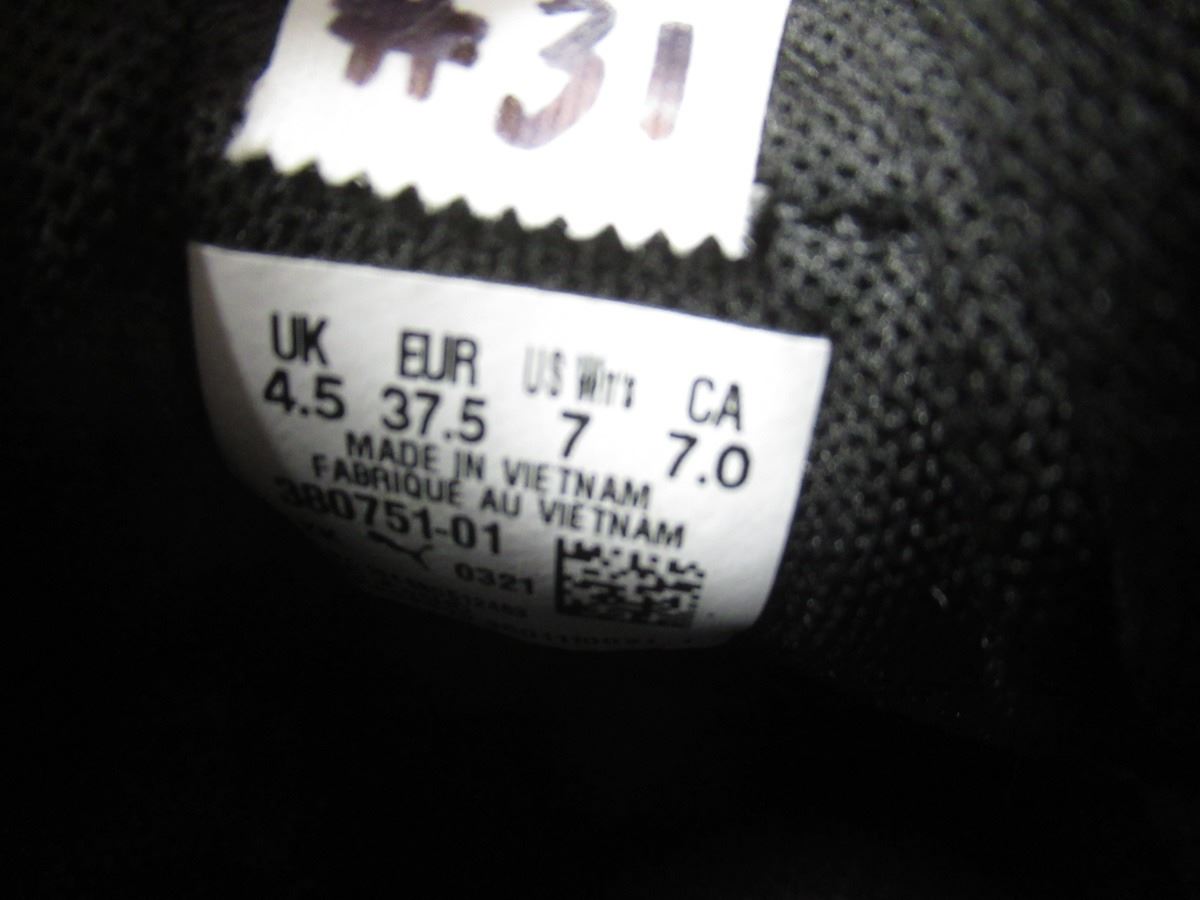 #31
UK EUR US Wn's CA
4.5 37.5 7 7.0
MADE IN VIETNAM
FABRIQUÉ AU VIETNAM
380751-01
0321